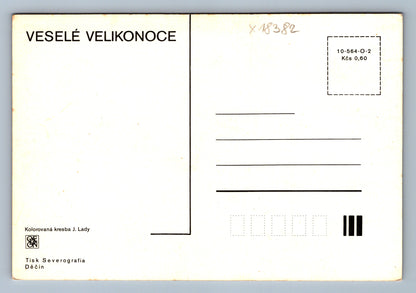 VESELÉ VELIKONOCE
x 18382
10-564-O-2
Kčs 0,60
Kolorovaná kresba J. Lady
Tisk Severografia
Děčín